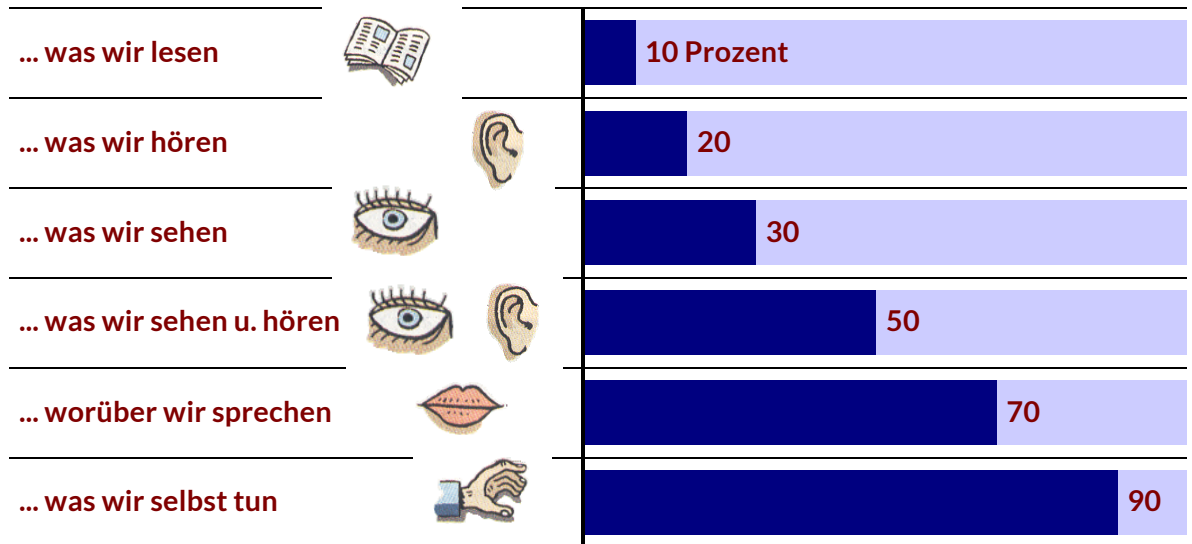 ... was wir lesen 10 Prozent
... was wir hören 20
... was wir sehen 30
... was wir sehen u. hören 50
... worüber wir sprechen 70
... was wir selbst tun 90